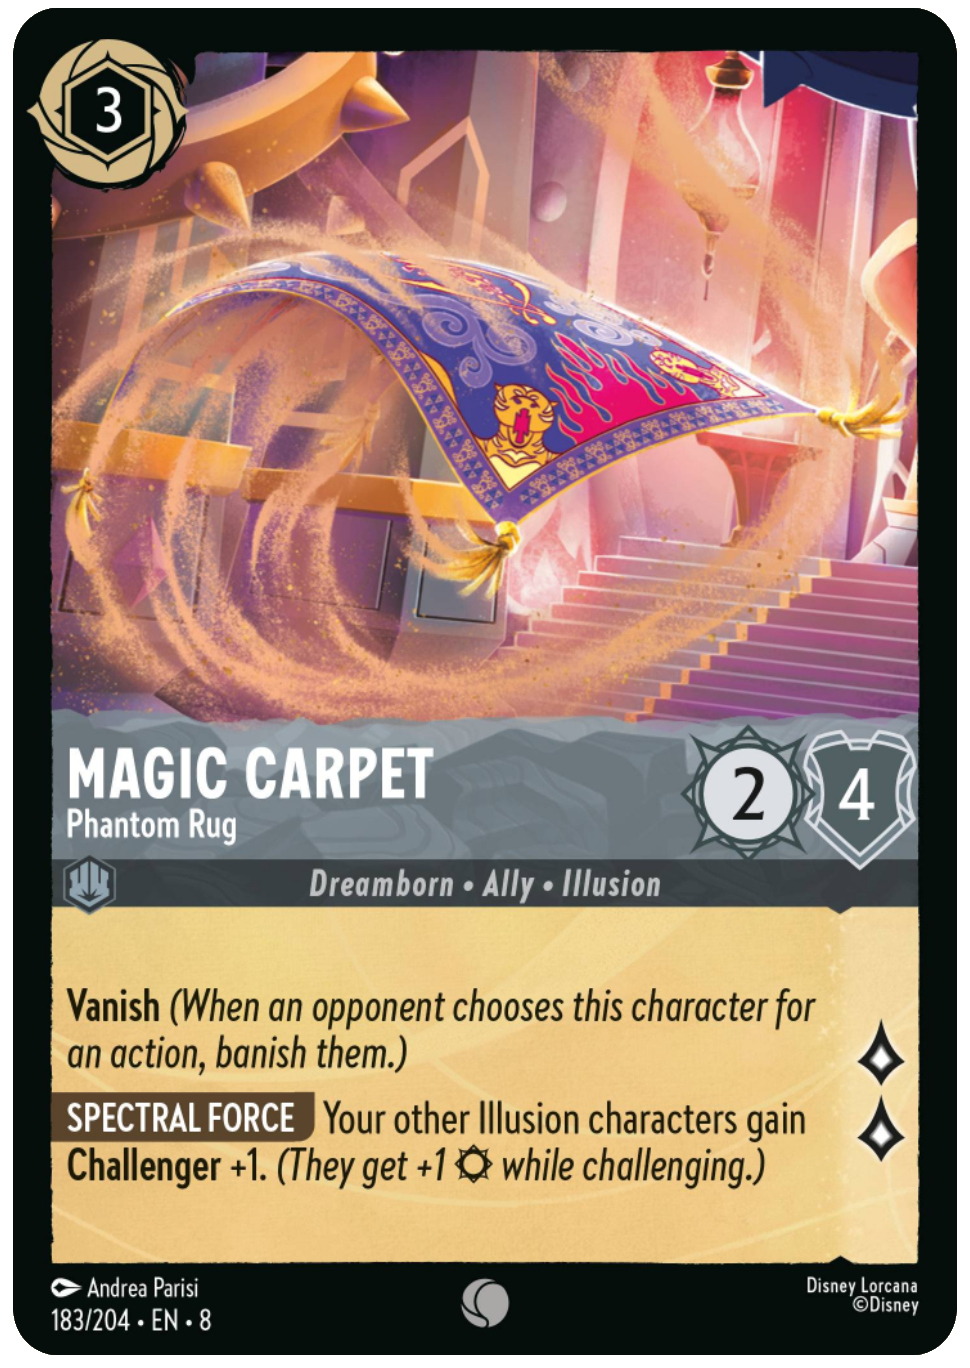 3
MAGIC CARPET
Phantom Rug
2
4
Dreamborn • Ally • Illusion
Vanish (When an opponent chooses this character for
an action, banish them.)
SPECTRAL FORCE Your other Illusion characters gain
Challenger +1. (They get +1 while challenging.)
Andrea Parisi
183/204 • EN • 8
Disney Lorcana
©Disney